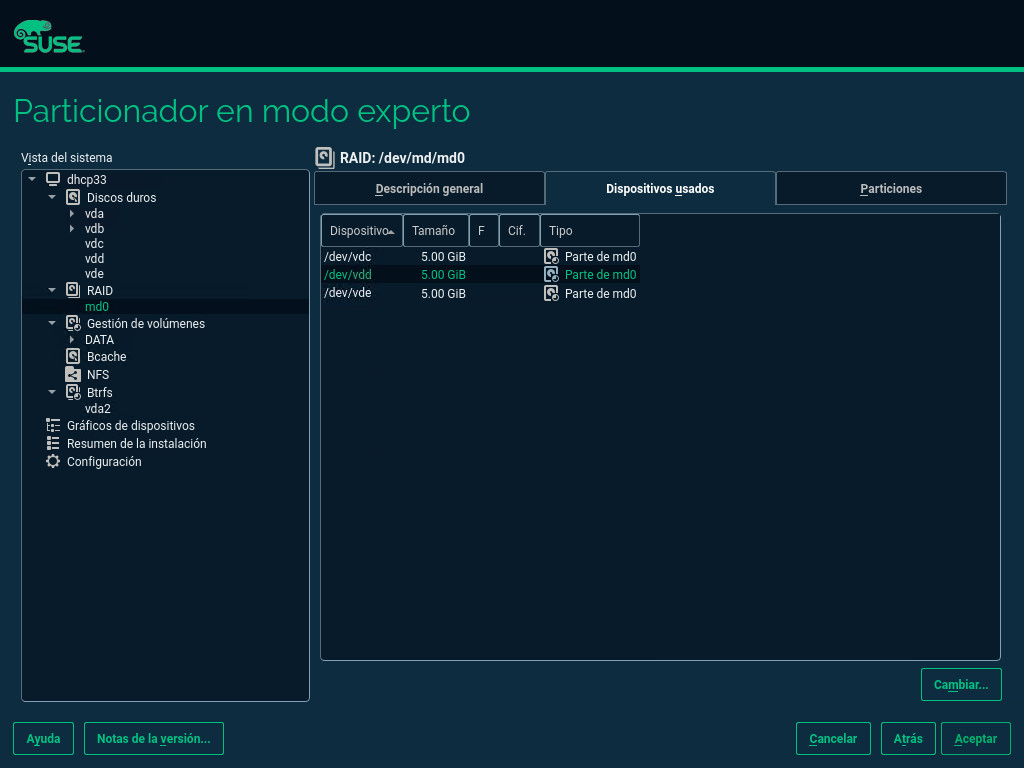 SUSE
Particionador en modo experto
Vista del sistema
dhcp33
Discos duros
vda
vdb
vdc
vdd
vde
RAID
md0
Gestión de volúmenes
DATA
Bcache
NFS
Btrfs
vda2
Gráficos de dispositivos
Resumen de la instalación
Configuración
RAID: /dev/md/md0
Descripción general Dispositivos usados Particiones
Dispositivo Tamaño F Cif. Tipo
/dev/vdc 5.00 GiB Parte de md0
/dev/vdd 5.00 GiB Parte de md0
/dev/vde 5.00 GiB Parte de md0
Cambiar...
Ayuda Notas de la versión... Cancelar Atrás Aceptar